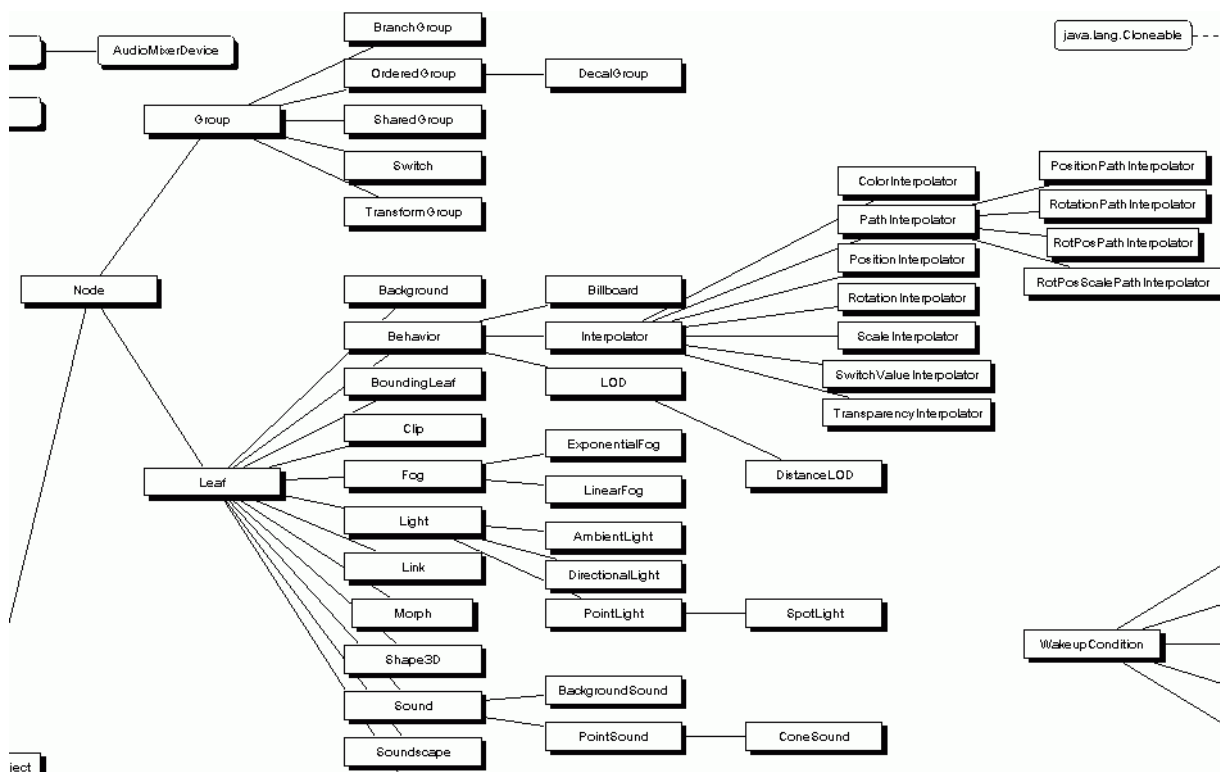 BranchGroup
java.lang.Cloneable
AudioMixerDevice
OrderedGroup
DecalGroup
Group
SharedGroup
Switch
PositionPathInterpolator
ColorInterpolator
TransformGroup
RotationPathInterpolator
PathInterpolator
RotPosPathInterpolator
PositionInterpolator
RotPosScalePathInterpolator
Node
Background
Billboard
RotationInterpolator
Behavior
Interpolator
ScaleInterpolator
SwitchValueInterpolator
BoundingLeaf
LOD
TransparencyInterpolator
Clip
ExponentialFog
Leaf
Fog
DistanceLOD
LinearFog
Light
AmbientLight
Link
DirectionalLight
Morph
PointLight
SpotLight
WakeupCondition
Shape3D
BackgroundSound
Sound
PointSound
ConeSound
Soundscape
ject